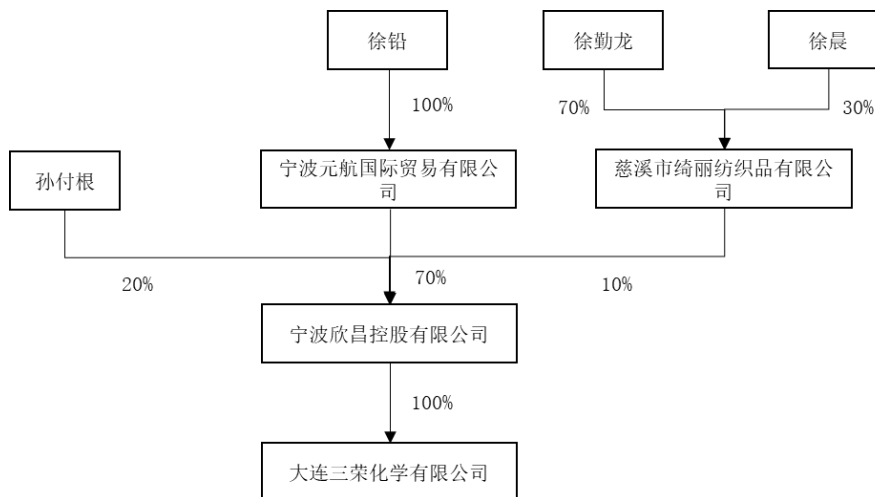 徐铅
徐勤龙
徐晨
100%
70%
30%
孙付根
宁波元航国际贸易有限公
司
慈溪市绮丽纺织品有限公
司
20%
70%
10%
宁波欣昌控股有限公司
100%
大连三荣化学有限公司